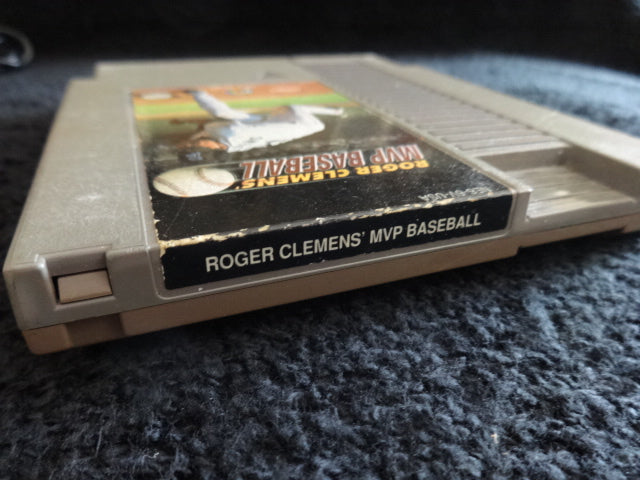 ROGER CLEMENS'
MVP BASEBALL
ROGER CLEMENS' MVP BASEBALL